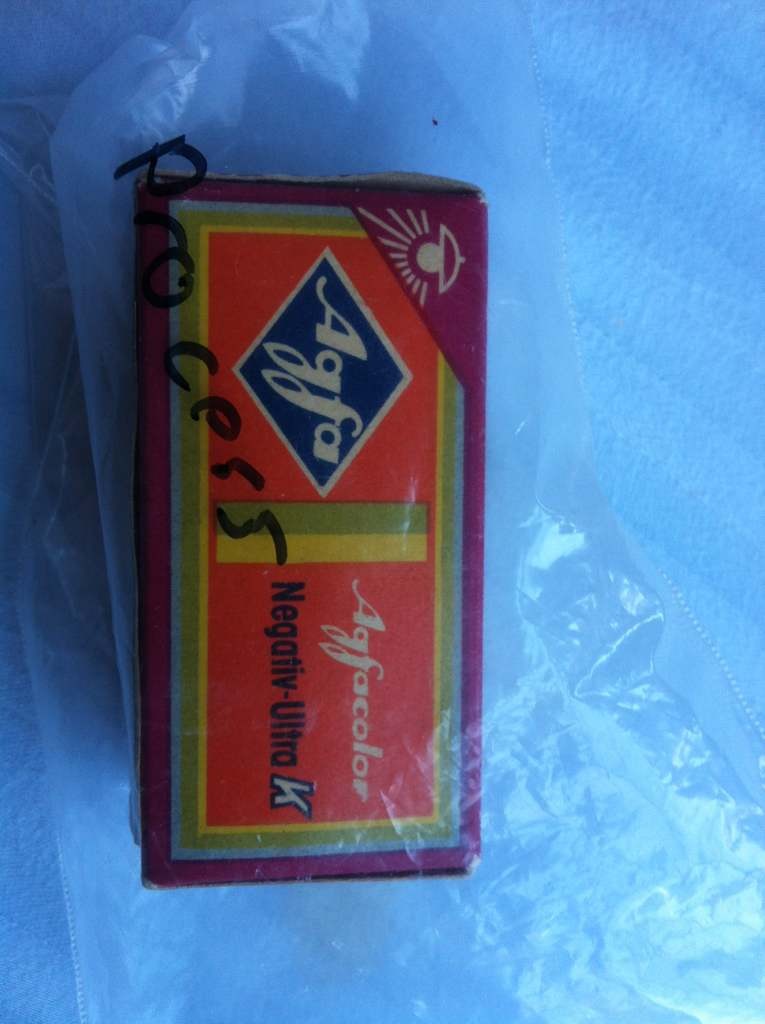 Process
Agfa
Agfacolor
Negativ-Ultra K